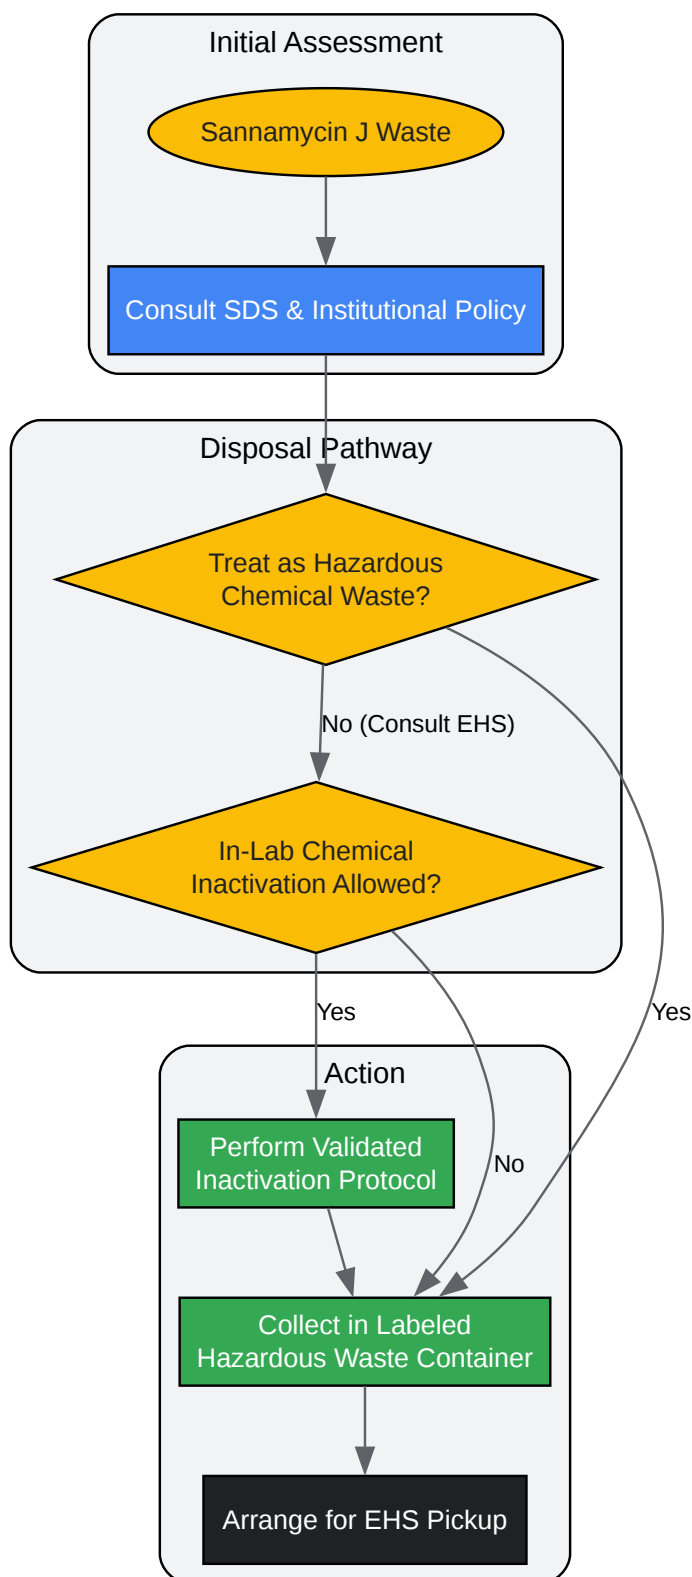 Initial Assessment
Sannamycin J Waste
Consult SDS & Institutional Policy
Disposal Pathway
Treat as Hazardous
Chemical Waste?
No (Consult EHS)
In-Lab Chemical
Inactivation Allowed?
Yes
Yes
Action
Perform Validated
Inactivation Protocol
No
Collect in Labeled
Hazardous Waste Container
Arrange for EHS Pickup